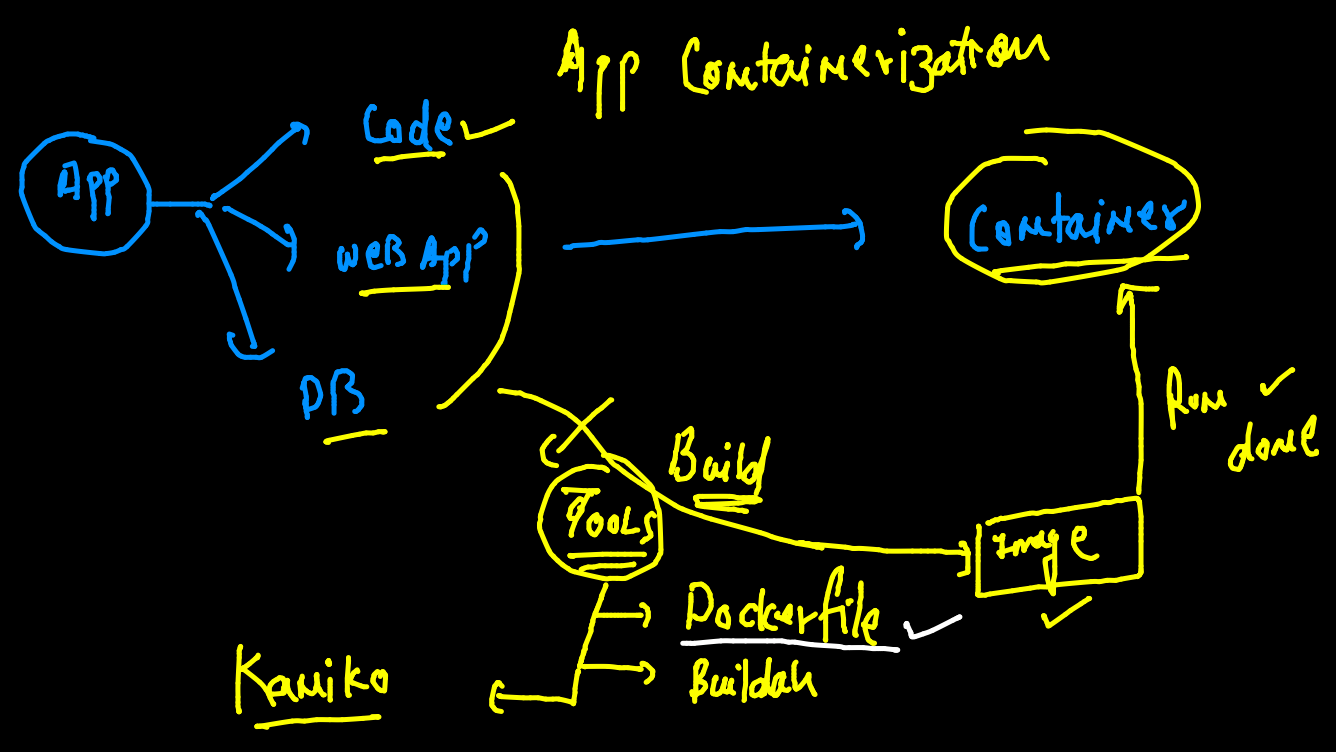 App Containerization
Code
App
Container
WEB App
DB
Run
done
Build
Tools
Image
Dockerfile
Buildah
Kaniko